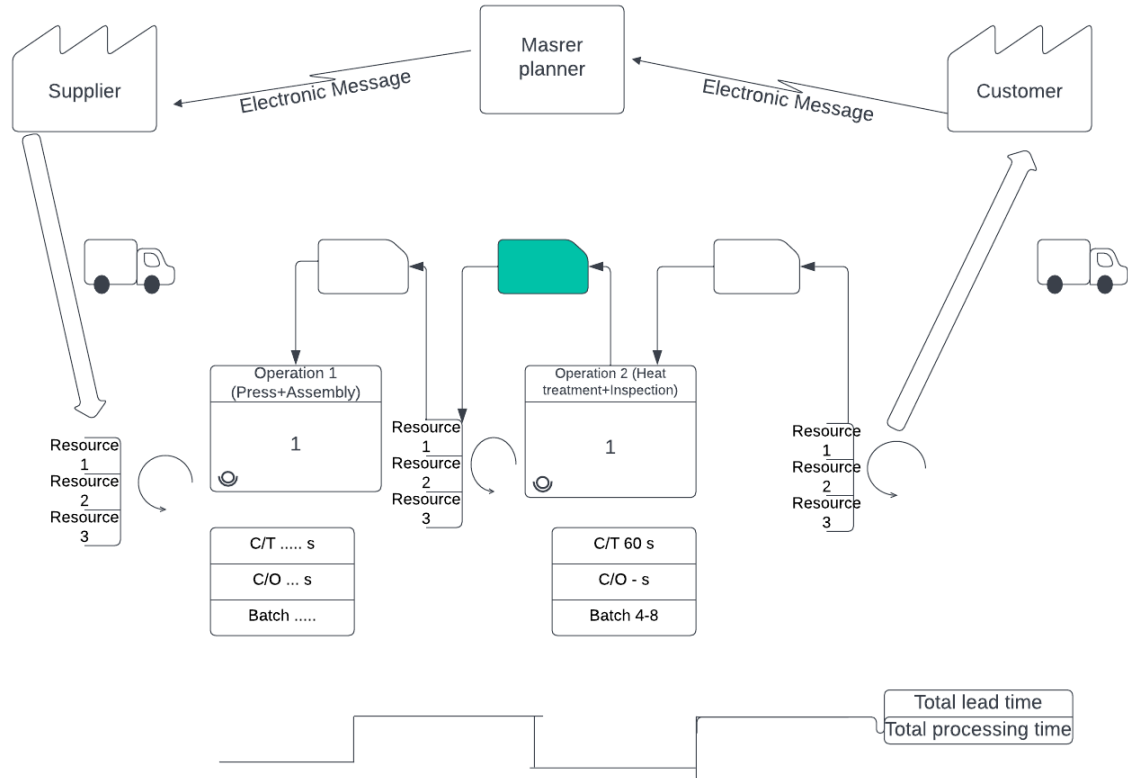 Masrer
planner
Supplier
Customer
Electronic Message
Electronic Message
Operation 1
(Press+Assembly)
1
Operation 2 (Heat
treatment+Inspection)
1
Resource
1
Resource
2
Resource
3
Resource
1
Resource
2
Resource
3
Resource
1
Resource
2
Resource
3
C/T ..... s
C/O ... s
Batch .....
C/T 60 s
C/O - s
Batch 4-8
Total lead time
Total processing time